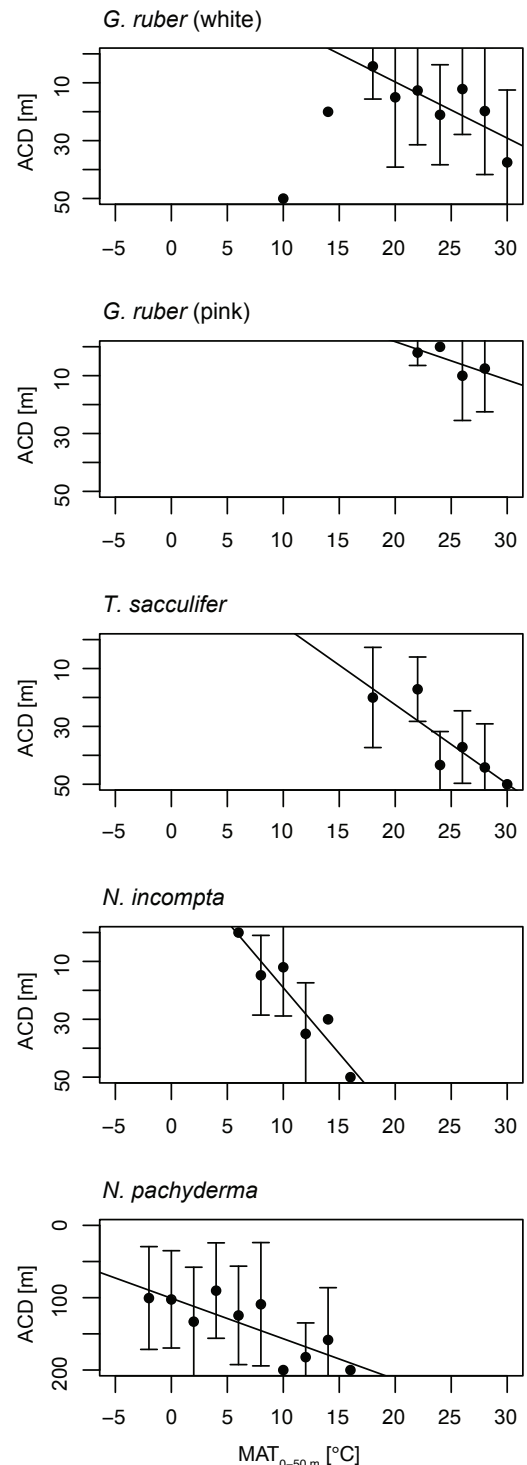 G. ruber (white)
ACD [m]
10
30
50
−5 0 5 10 15 20 25 30
G. ruber (pink)
ACD [m]
10
30
50
−5 0 5 10 15 20 25 30
T. sacculifer
ACD [m]
10
30
50
−5 0 5 10 15 20 25 30
N. incompta
ACD [m]
10
30
50
−5 0 5 10 15 20 25 30
N. pachyderma
ACD [m]
0
100
200
−5 0 5 10 15 20 25 30
MAT0−50 m [°C]